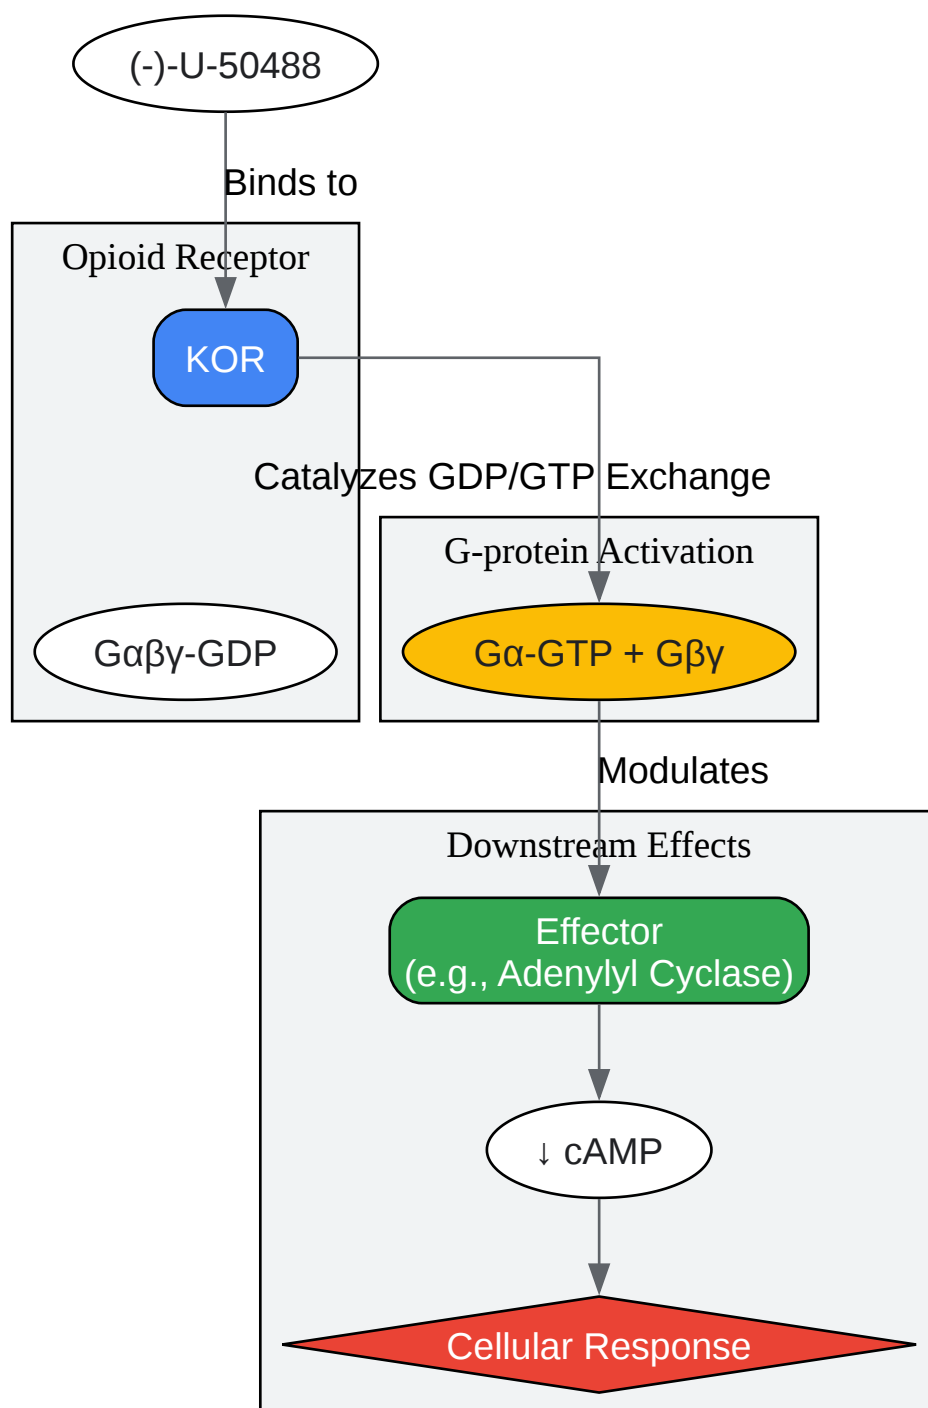 (-)-U-50488
Binds to
Opioid Receptor
KOR
Catalyzes GDP/GTP Exchange
G-protein Activation
Gαβγ-GDP
Gα-GTP + Gβγ
Modulates
Downstream Effects
Effector
(e.g., Adenylyl Cyclase)
↓ cAMP
Cellular Response